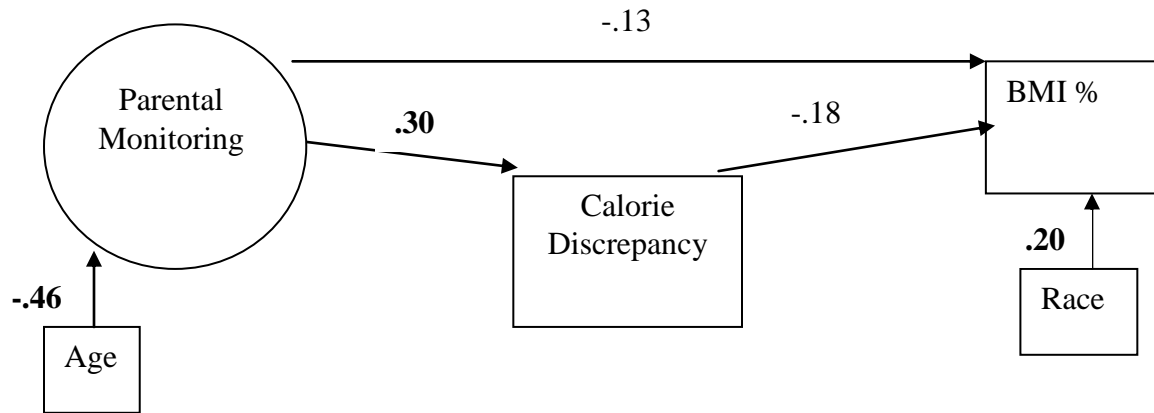 -.13
Parental
Monitoring
BMI %
.30
-.18
Calorie
Discrepancy
.20
-.46
Race
Age